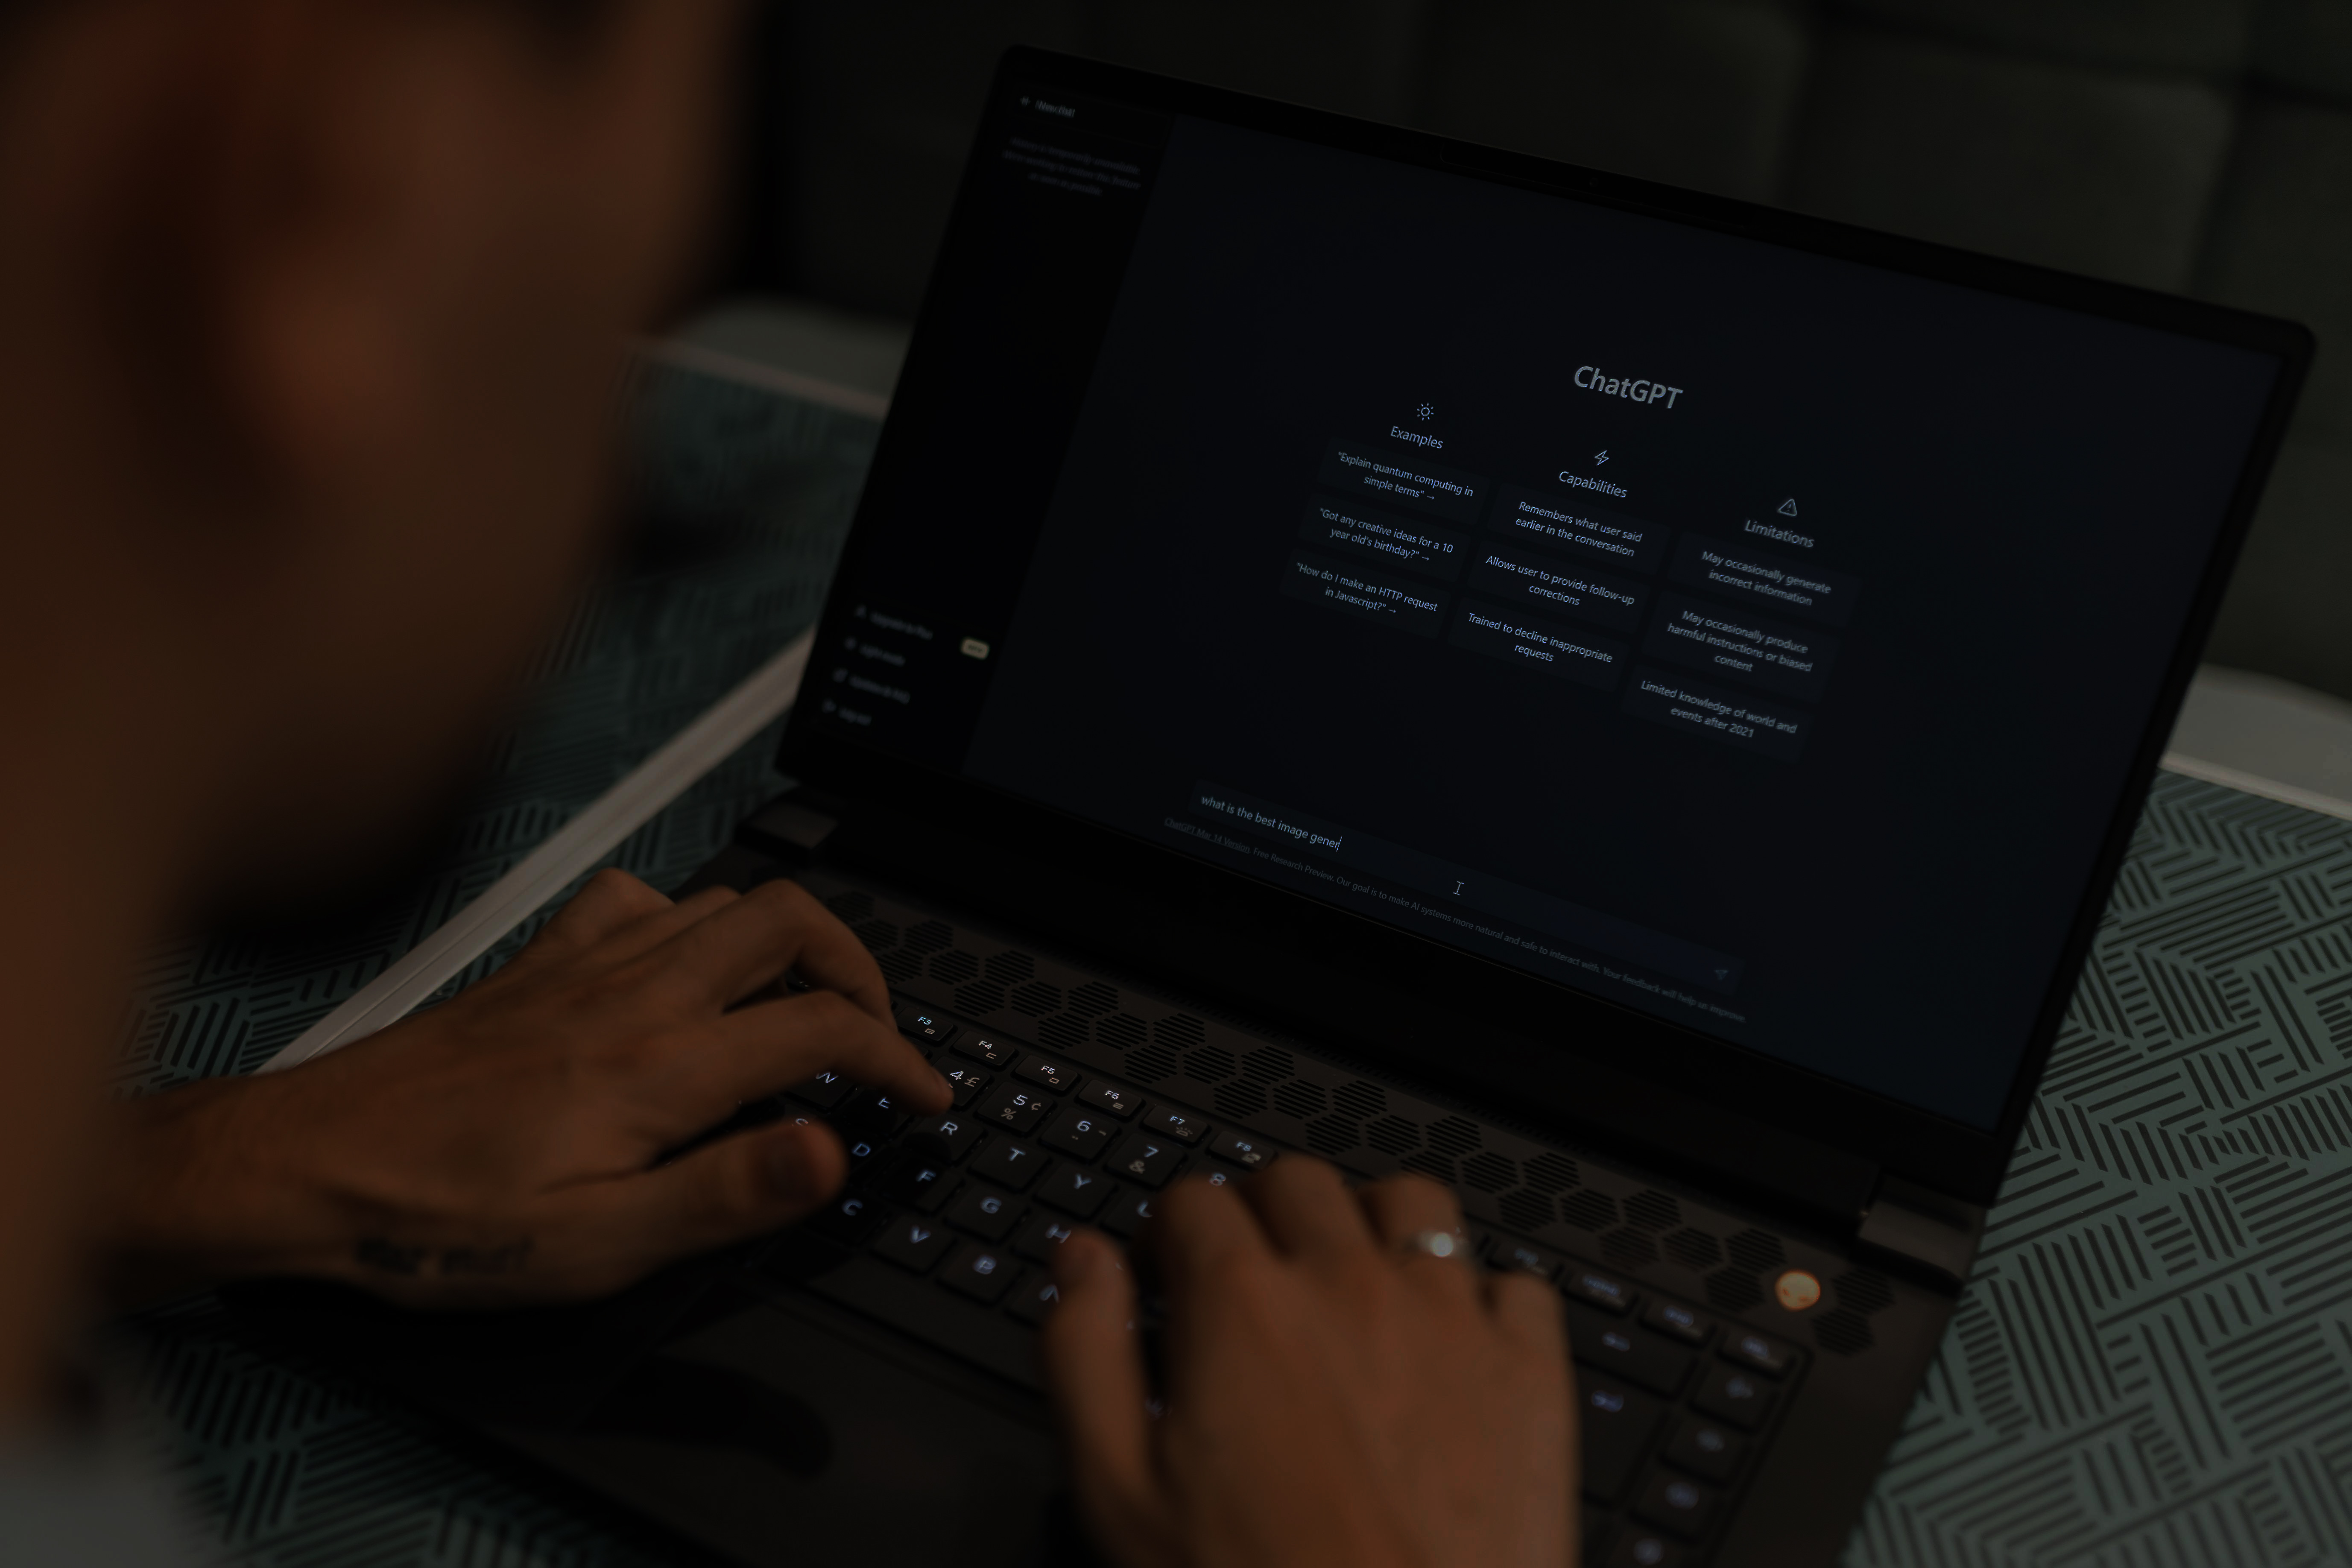 New chat
ChatGPT
Examples
"Explain quantum computing in
simple terms" →
"Got any creative ideas for a 10
year old's birthday?" →
"How do I make an HTTP request
in Javascript?" →
Capabilities
Remembers what user said
earlier in the conversation
Allows user to provide follow-up
corrections
Trained to decline inappropriate
requests
Limitations
May occasionally generate
incorrect information
May occasionally produce
harmful instructions or biased
content
Limited knowledge of world and
events after 2021
what is the best image gener
ChatGPT Mar 14 Version. Free Research Preview. Our goal is to make AI systems more natural and safe to interact with. Your feedback will help us improve.
F3 F4 F5 F6 F7 F8
4 £ 5 ¢ % 6 7 & 8
W E R T Y
S D F G H
C V B N